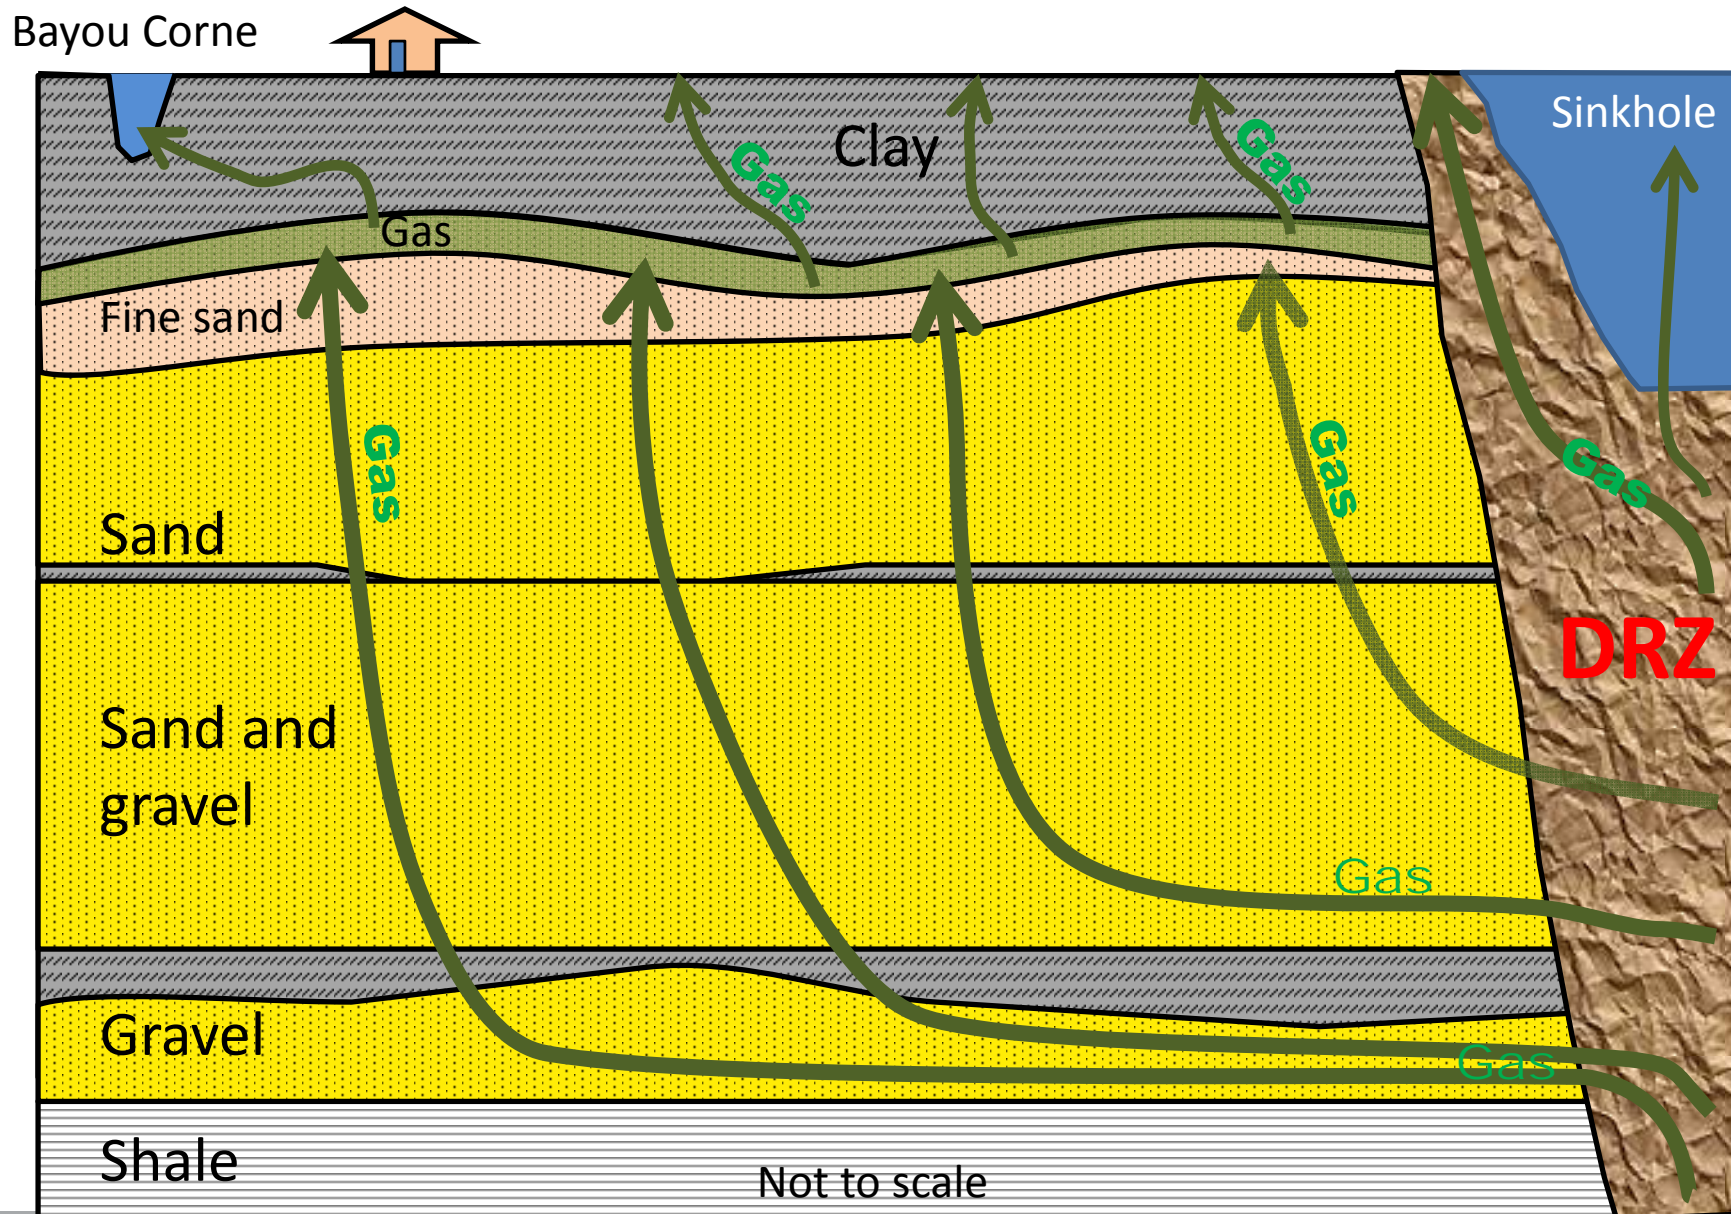 Bayou Corne
Sinkhole
Clay
Gas
Gas
Gas
Fine sand
Gas
Gas
Gas
Sand
DRZ
Sand and
gravel
Gas
Gravel
Gas
Shale
Not to scale